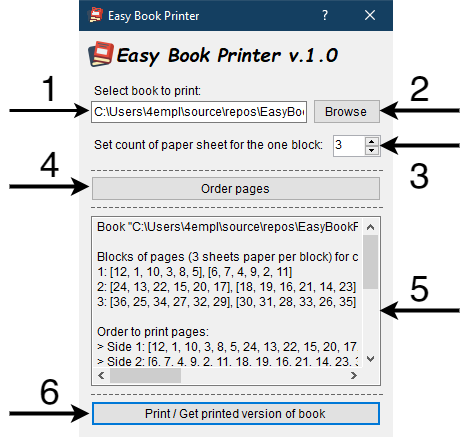 Easy Book Printer
?
Easy Book Printer v.1.0
Select book to print:
1
C:\Users\4empl\source\repos\EasyBoo
Browse
2
Set count of paper sheet for the one block:
3
3
4
Order pages
Book "C:\Users\4empl\source\repos\EasyBookF
Blocks of pages (3 sheets paper per block) for c
1: [12, 1, 10, 3, 8, 5], [6, 7, 4, 9, 2, 11]
2: [24, 13, 22, 15, 20, 17], [18, 19, 16, 21, 14, 23]
3: [36, 25, 34, 27, 32, 29], [30, 31, 28, 33, 26, 35]
5
Order to print pages:
> Side 1: [12, 1, 10, 3, 8, 5, 24, 13, 22, 15, 20, 17
> Side 2: [6, 7, 4, 9, 2, 11, 18, 19, 16, 21, 14, 23, 3
6
Print / Get printed version of book